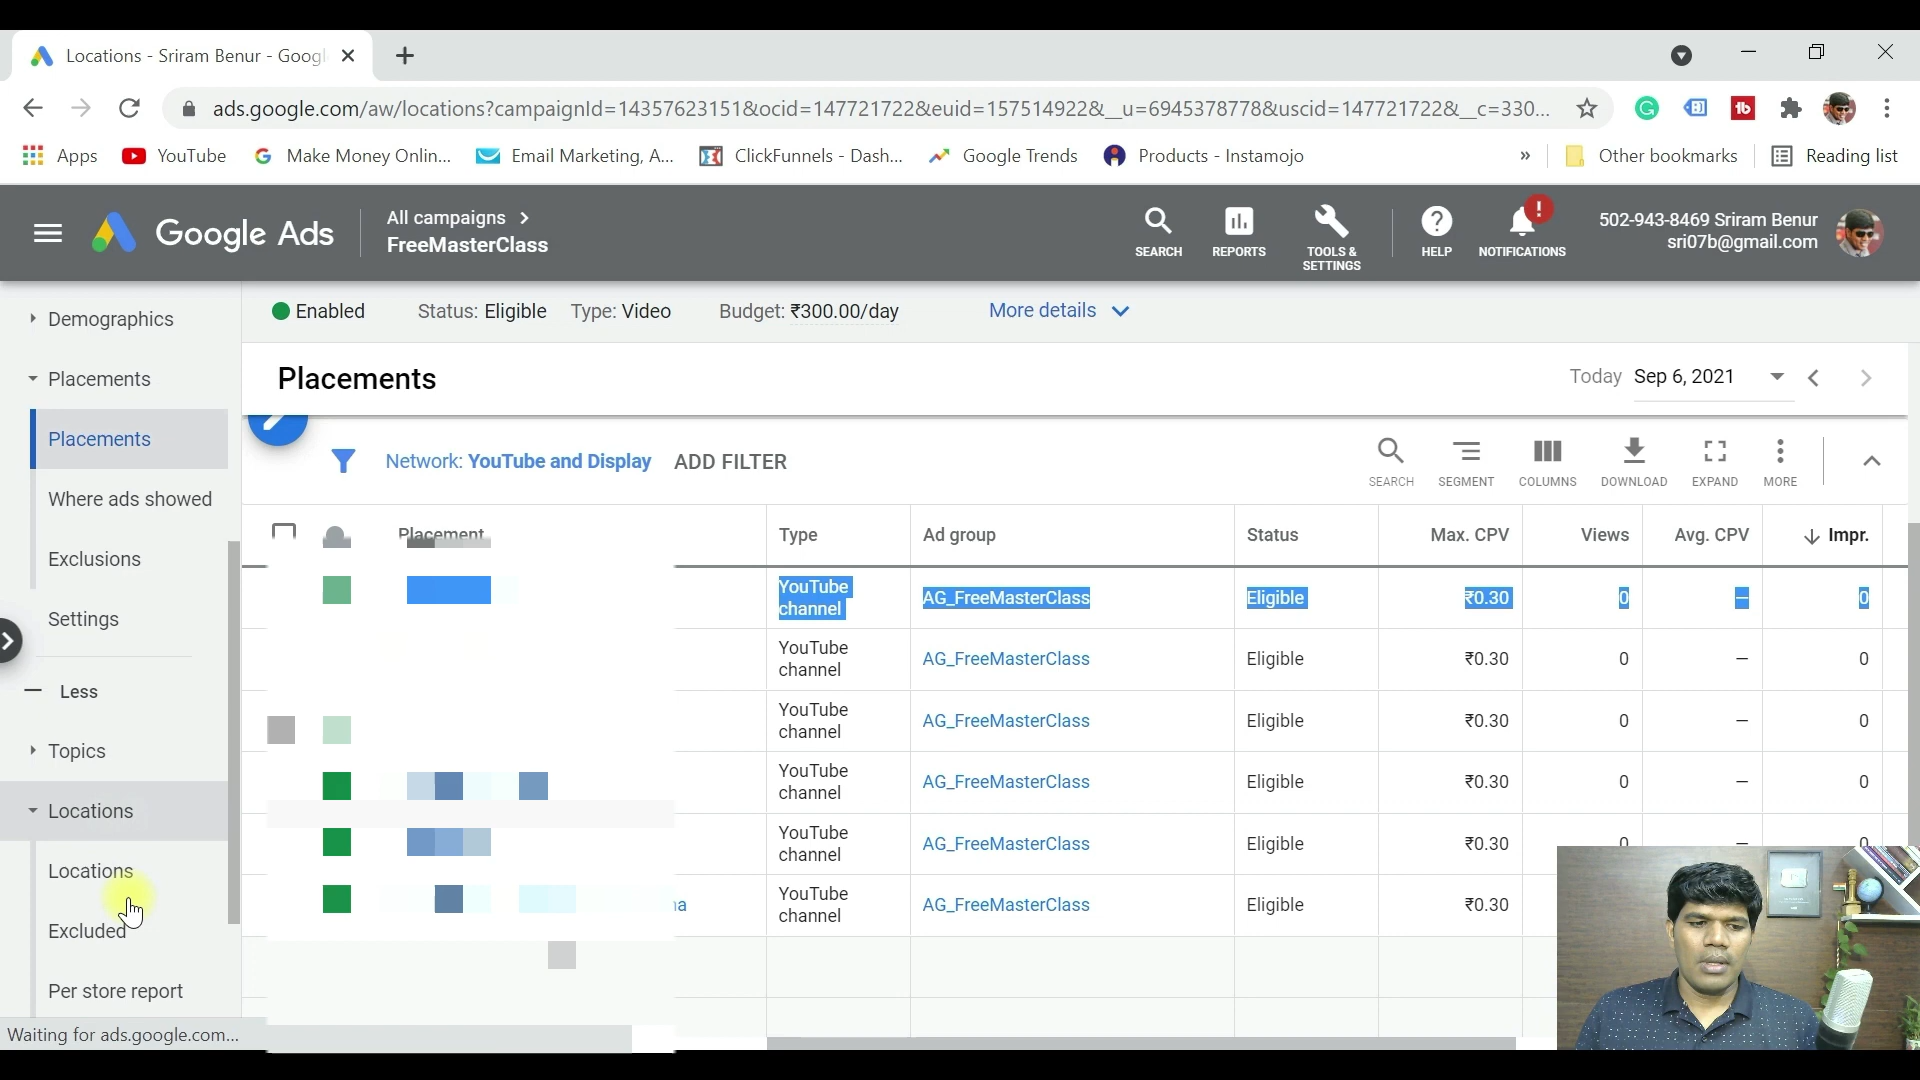 Locations - Sriram Benur - Googl
ads.google.com/aw/locations?campaignId=14357623151&ocid=147721722&euid=157514922&__u=6945378778&uscid=147721722&__c=330...
Apps YouTube Make Money Onlin... Email Marketing, A... ClickFunnels - Dash... Google Trends Products - Instamojo » Other bookmarks Reading list
Google Ads
All campaigns >
FreeMasterClass
SEARCH
REPORTS
TOOLS &
SETTINGS
HELP
NOTIFICATIONS
502-943-8469 Sriram Benur
sri07b@gmail.com
Demographics
Placements
Placements
Where ads showed
Exclusions
Settings
Less
Topics
Locations
Locations
Excluded
Per store report
Waiting for ads.google.com...
Enabled Status: Eligible Type: Video Budget: ₹300.00/day More details
Placements
Today Sep 6, 2021
Network: YouTube and Display ADD FILTER
SEARCH SEGMENT COLUMNS DOWNLOAD EXPAND MORE
Placement Type Ad group Status Max. CPV Views Avg. CPV Impr.
YouTube
channel AG_FreeMasterClass Eligible ₹0.30 0 — 0
YouTube
channel AG_FreeMasterClass Eligible ₹0.30 0 — 0
YouTube
channel AG_FreeMasterClass Eligible ₹0.30 0 — 0
YouTube
channel AG_FreeMasterClass Eligible ₹0.30 0 — 0
YouTube
channel AG_FreeMasterClass Eligible ₹0.30 0 — 0
YouTube
channel AG_FreeMasterClass Eligible ₹0.30